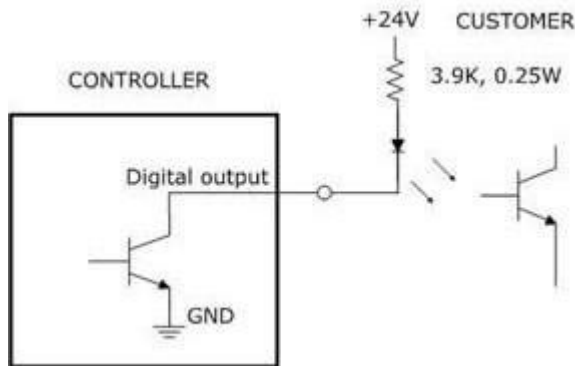 +24V CUSTOMER
3.9K, 0.25W
CONTROLLER
Digital output
GND